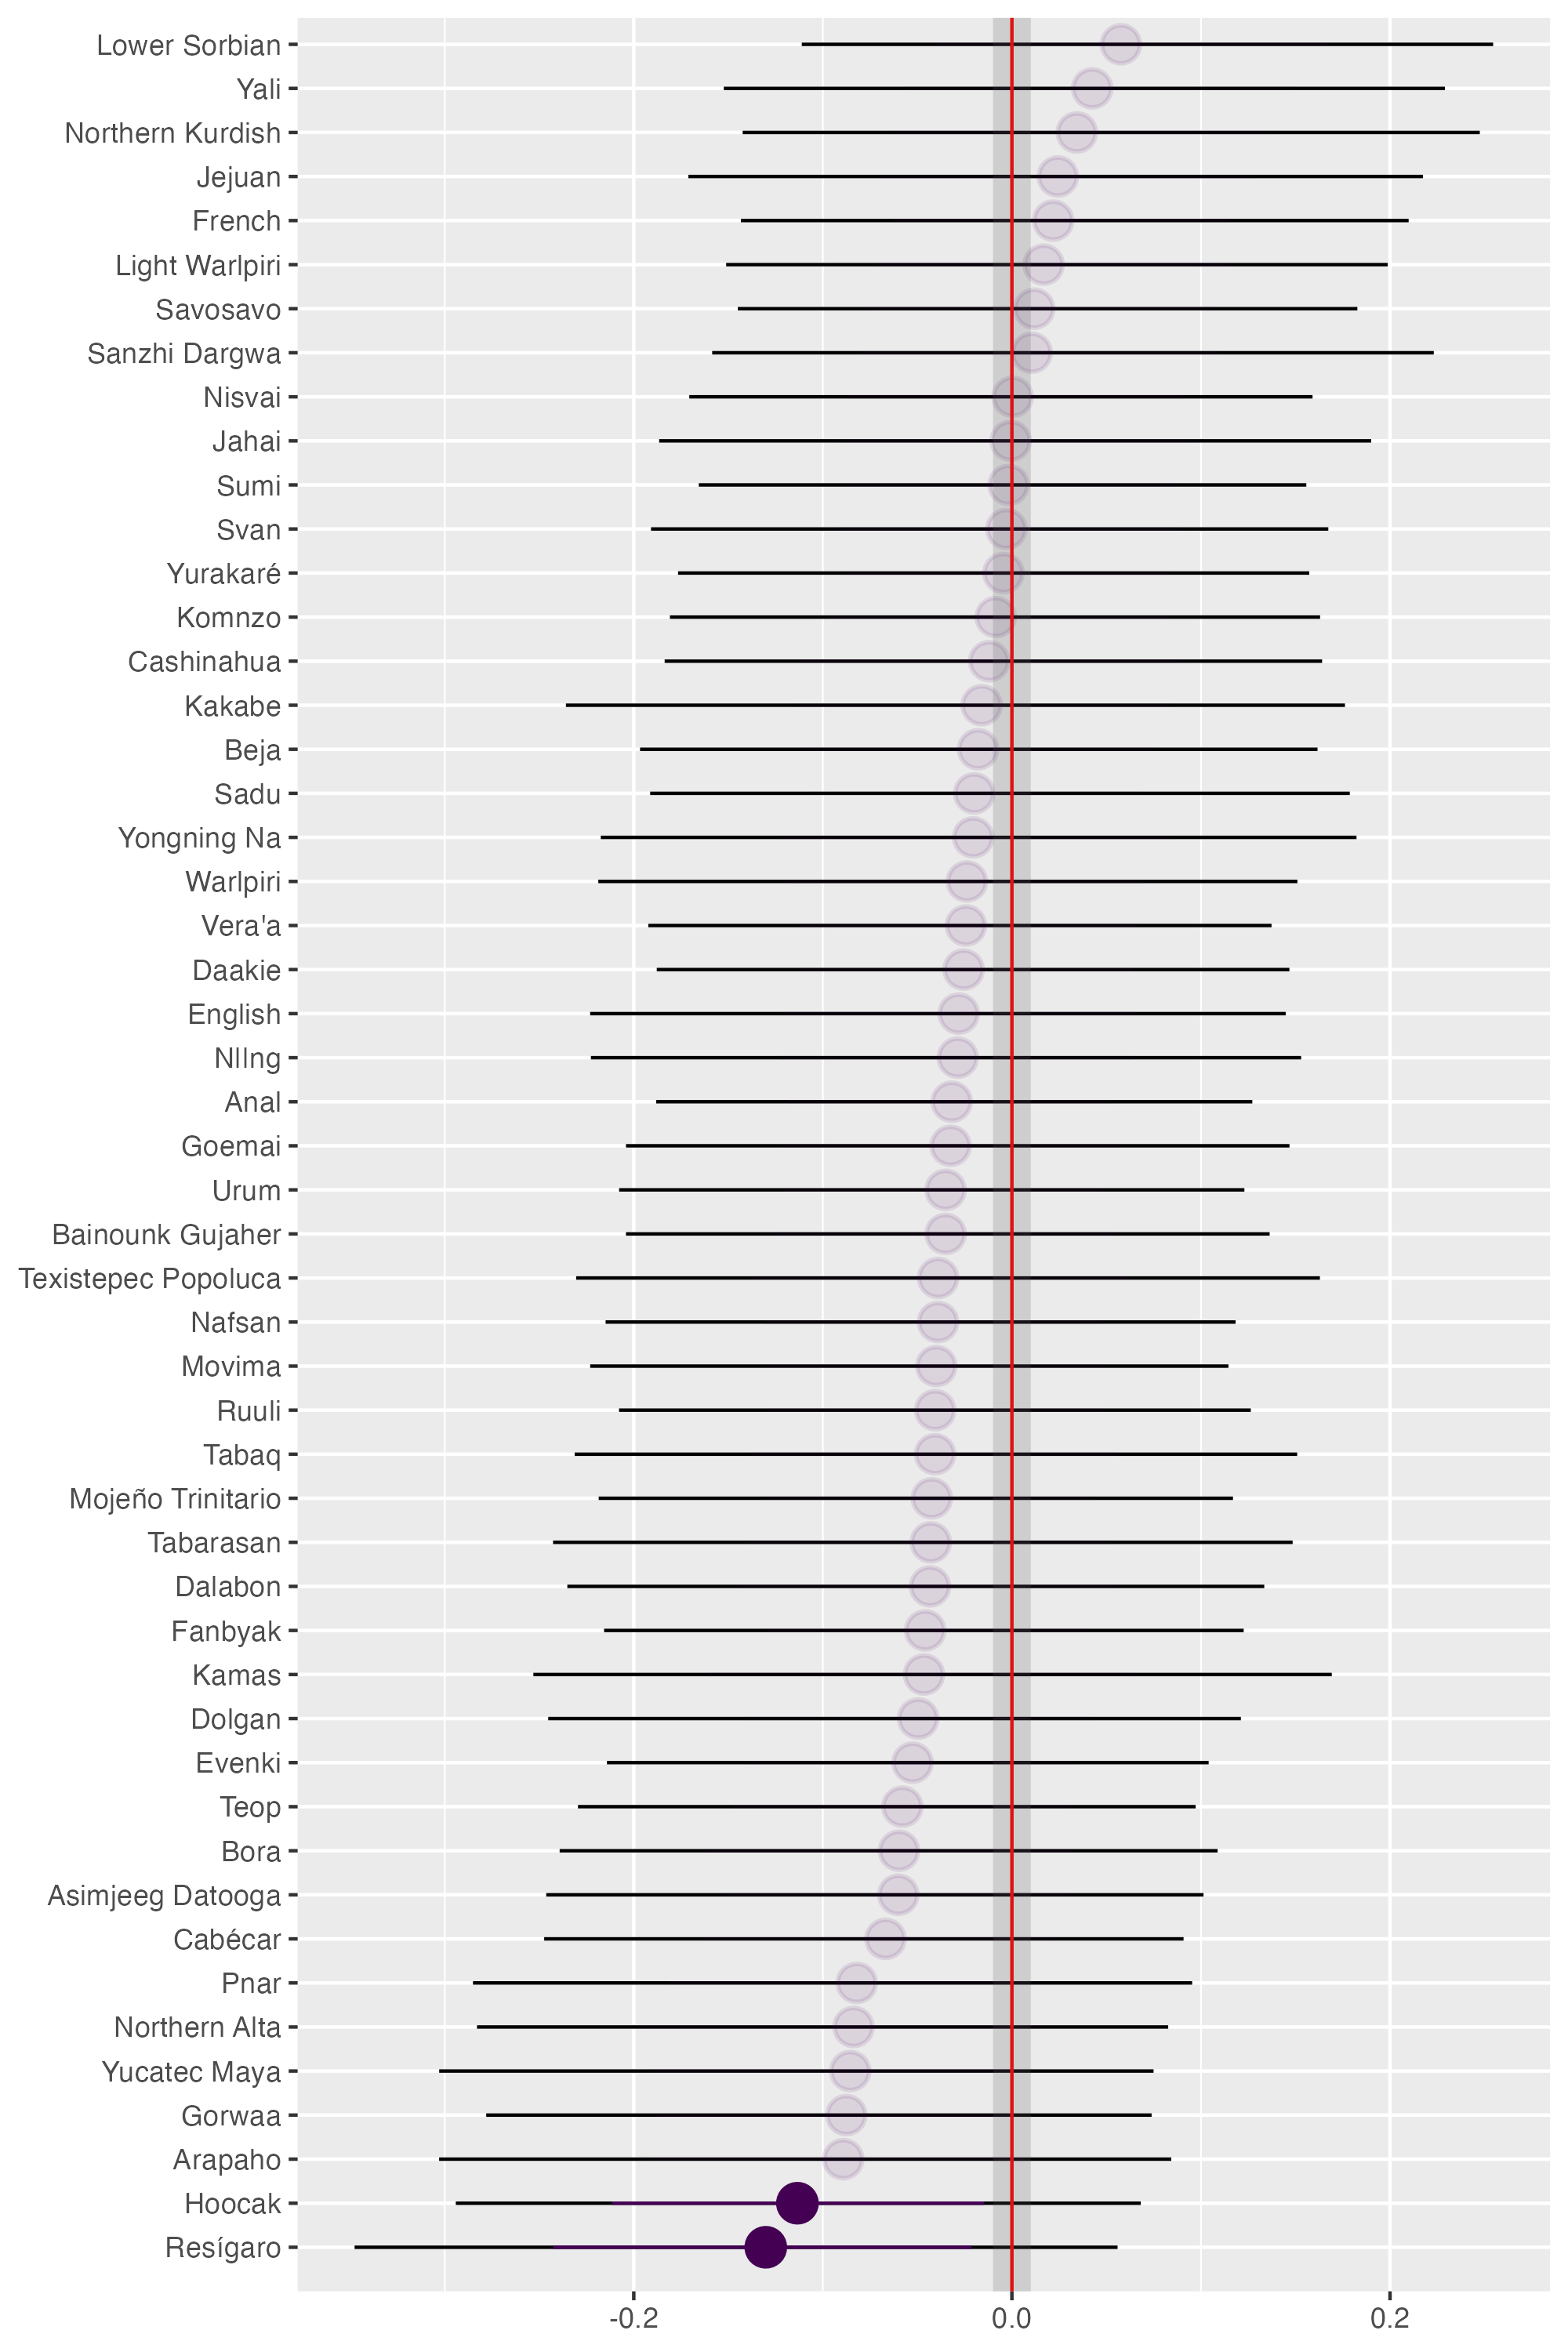 Lower Sorbian
Yali
Northern Kurdish
Jejuan
French
Light Warlpiri
Savosavo
Sanzhi Dargwa
Nisvai
Jahai
Sumi
Svan
Yurakaré
Komnzo
Cashinahua
Kakabe
Beja
Sadu
Yongning Na
Warlpiri
Vera'a
Daakie
English
Nllng
Anal
Goemai
Urum
Bainounk Gujaher
Texistepec Popoluca
Nafsan
Movima
Ruuli
Tabaq
Mojeño Trinitario
Tabarasan
Dalabon
Fanbyak
Kamas
Dolgan
Evenki
Teop
Bora
Asimjeeg Datooga
Cabécar
Pnar
Northern Alta
Yucatec Maya
Gorwaa
Arapaho
Hoocak
Resígaro
-0.2 0.0 0.2